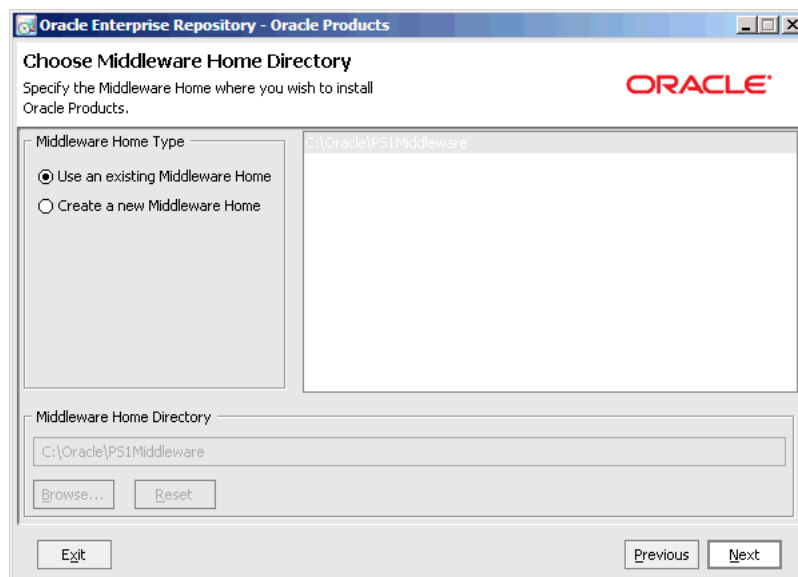 Oracle Enterprise Repository - Oracle Products
Choose Middleware Home Directory
Specify the Middleware Home where you wish to install
Oracle Products.
ORACLE
Middleware Home Type
Use an existing Middleware Home
Create a new Middleware Home
C:\Oracle\PS1Middleware
Middleware Home Directory
C:\Oracle\PS1Middleware
Browse...
Reset
Exit
Previous
Next